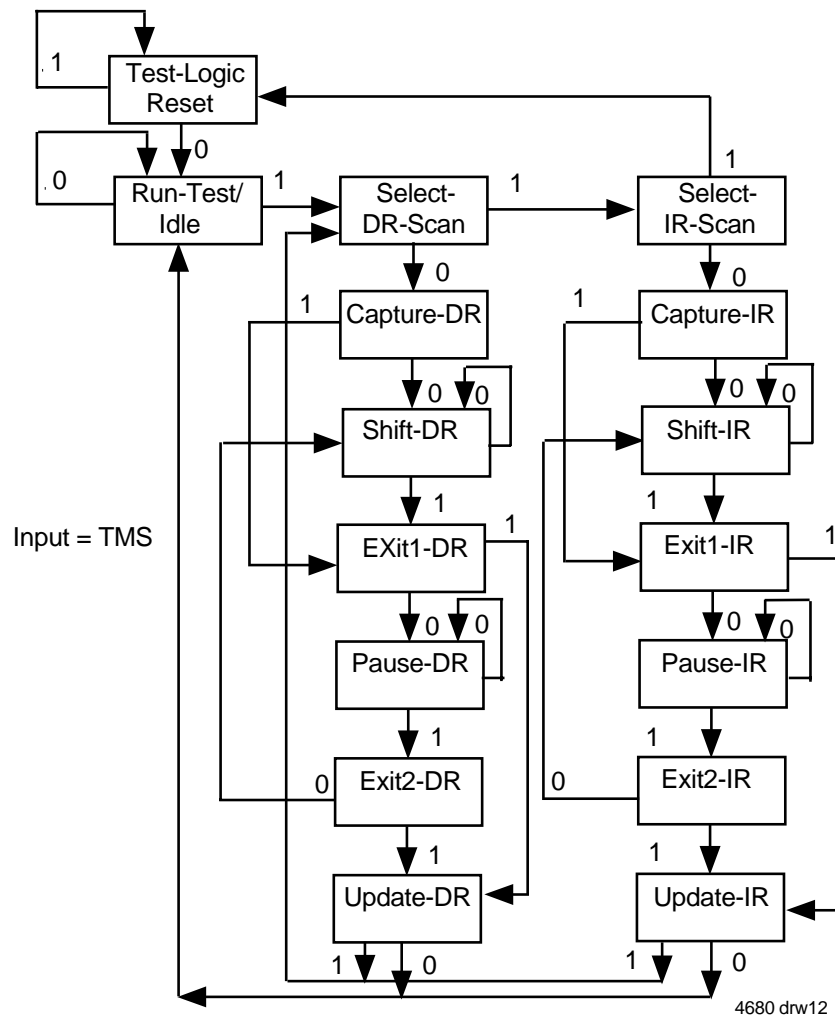 1
Test-Logic
Reset
0
1
0
Run-Test/
Idle
1
Select-
DR-Scan
1
Select-
IR-Scan
0
0
1
Capture-DR
1
Capture-IR
0
0
0
0
Shift-DR
Shift-IR
1
1
Input = TMS
EXit1-DR
1
Exit1-IR
1
0
0
0
0
Pause-DR
Pause-IR
1
1
0
Exit2-DR
0
Exit2-IR
1
1
Update-DR
Update-IR
1
0
1
0
4680 drw12